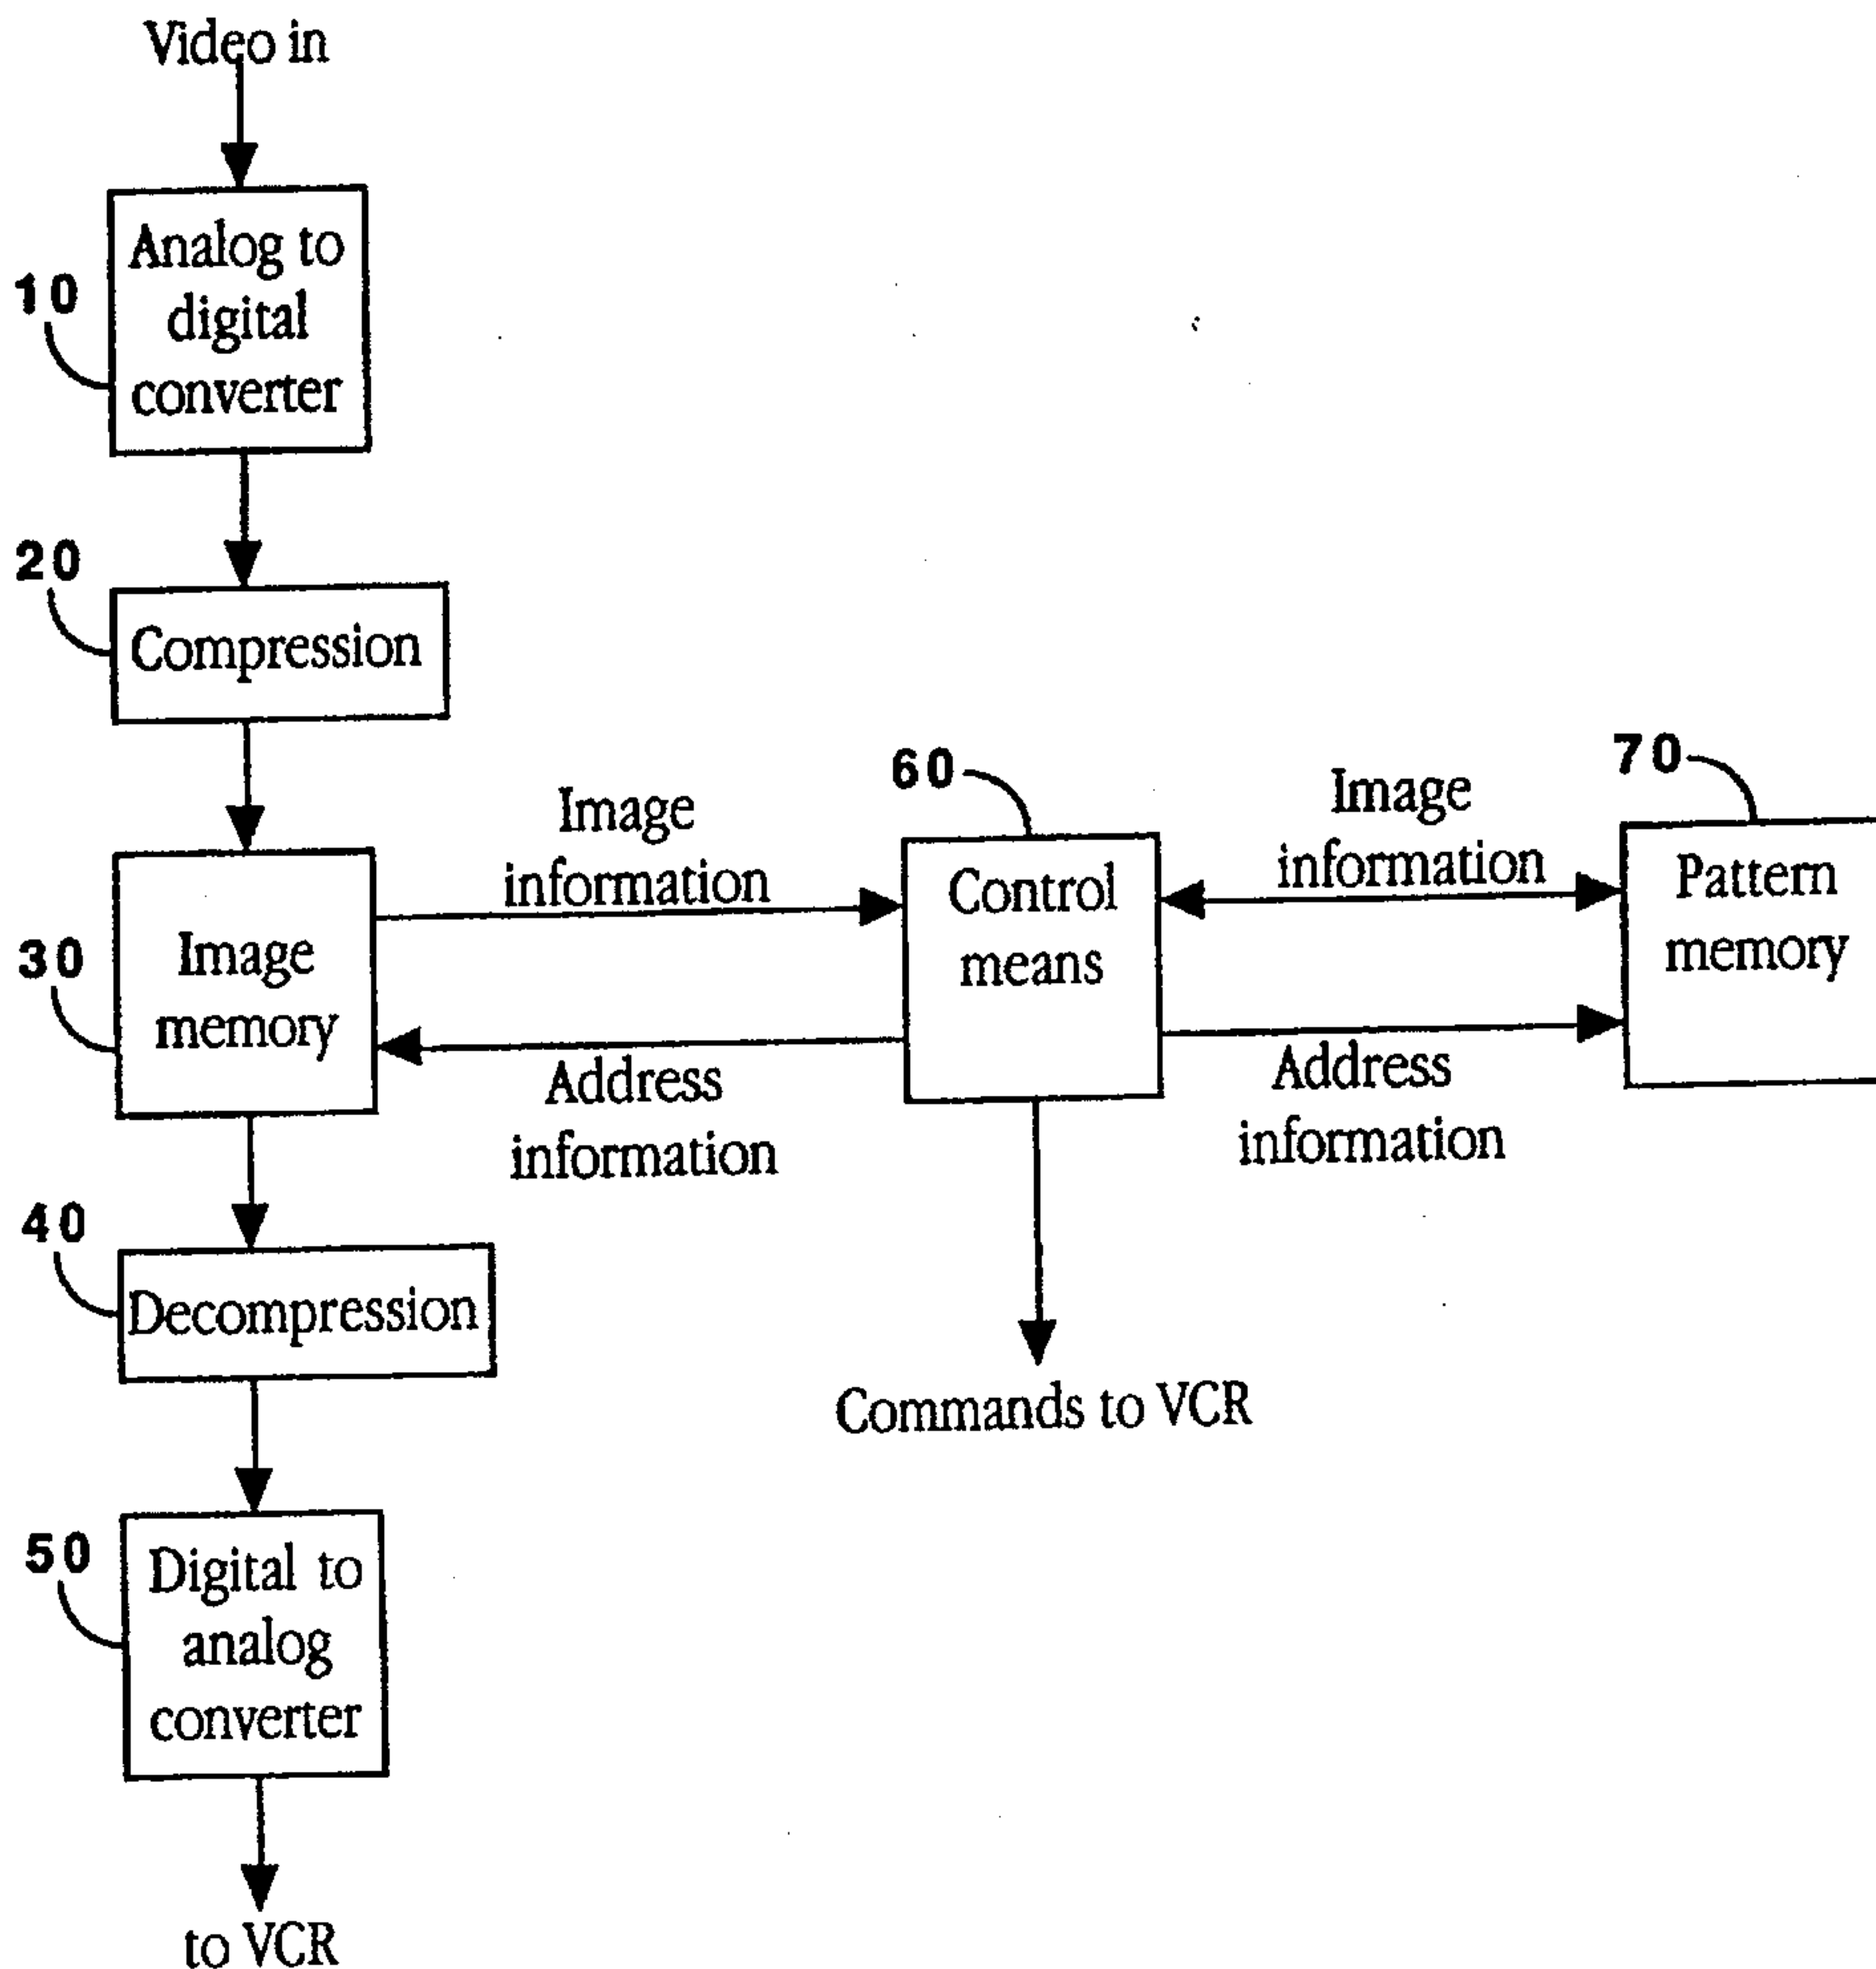 Video in
10
Analog to
digital
converter
20
Compression
30
Image
memory
Image
information
Address
information
60
Control
means
Image
information
Address
information
70
Pattern
memory
Commands to VCR
40
Decompression
50
Digital to
analog
converter
to VCR